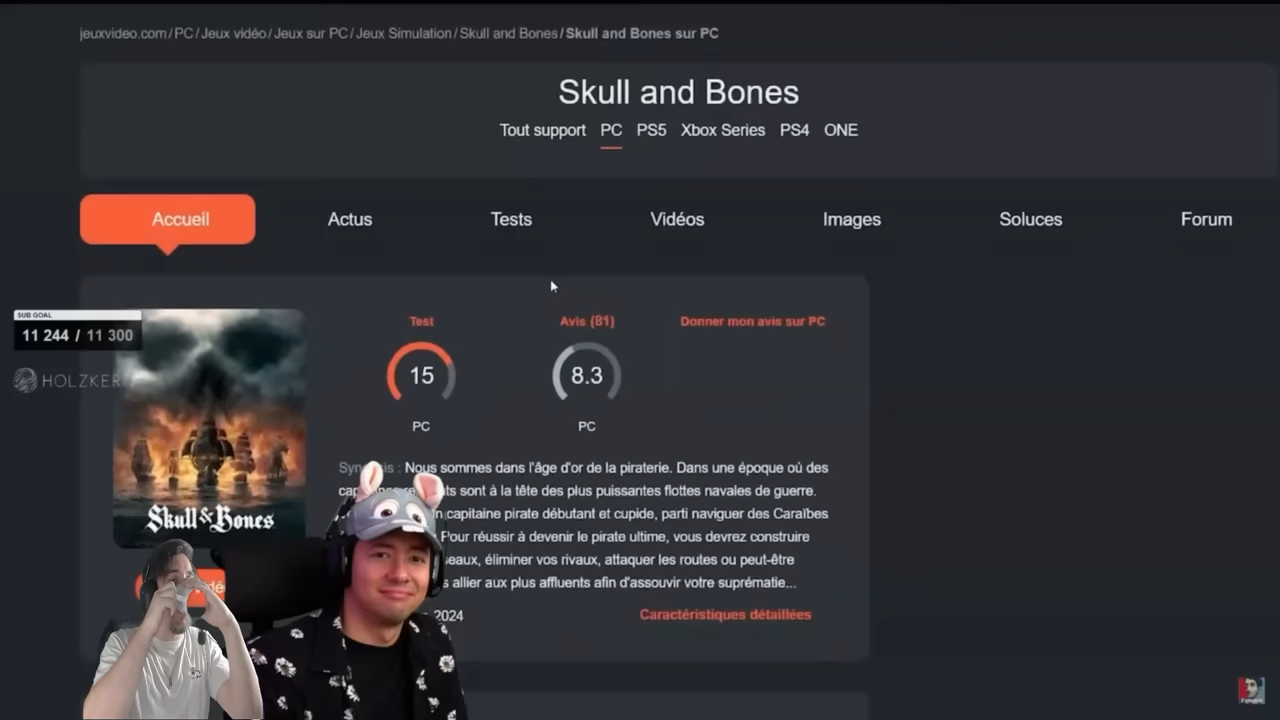 jeuxvideo.com/PC/Jeux vidéo/Jeux sur PC/Jeux Simulation/Skull and Bones/Skull and Bones sur PC
Skull and Bones
Tout support PC PS5 Xbox Series PS4 ONE
Accueil Actus Tests Vidéos Images Soluces Forum
SUB GOAL
11 244 / 11 300
HOLZKER
Skull & Bones
Test Avis (81) Donner mon avis sur PC
15 8.3
PC PC
: Nous sommes dans l'âge d'or de la piraterie. Dans une époque où des
sont à la tête des plus puissantes flottes navales de guerre.
capitaine pirate débutant et cupide, parti naviguer des Caraïbes
Pour réussir à devenir le pirate ultime, vous devrez construire
éliminer vos rivaux, attaquer les routes ou peut-être
allier aux plus affluents afin d'assouvir votre suprématie...
2024 Caractéristiques détaillées